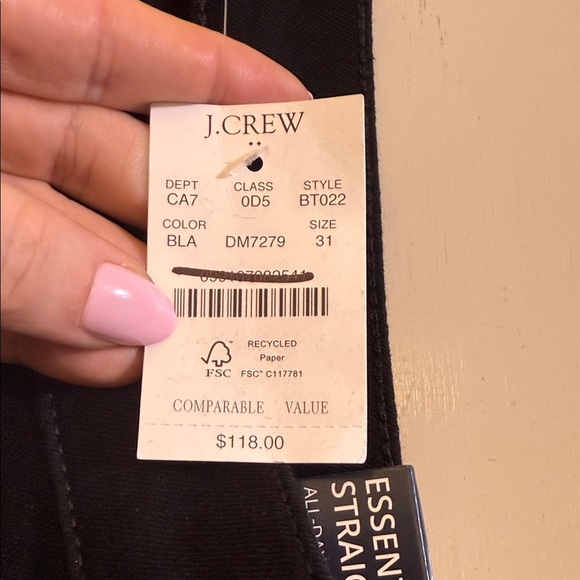 J.CREW
DEPT CLASS STYLE
CA7 0D5 BT022
COLOR SIZE
BLA DM7279 31
RECYCLED
Paper
FSC™ C117781
FSC
COMPARABLE VALUE
$118.00
ESSEN
STRAIG
ALL-DA